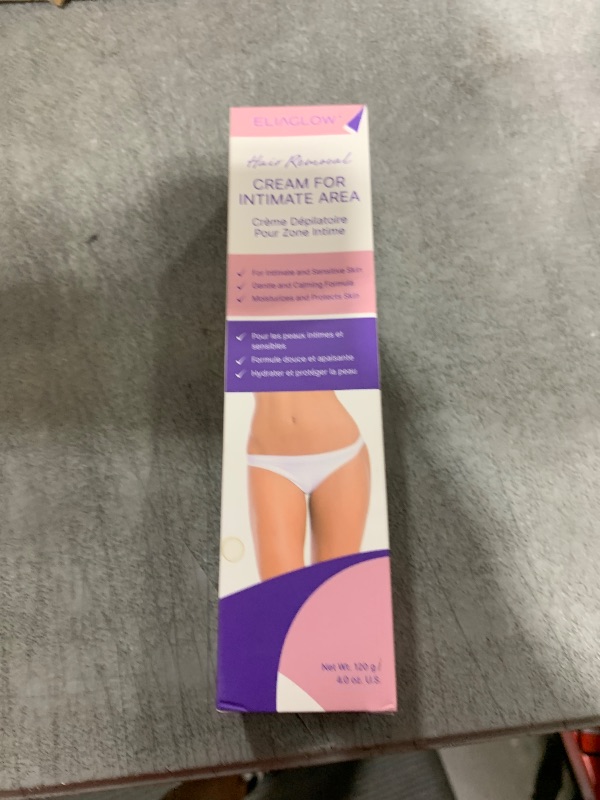 ELIAGLOW
Hair Removal
CREAM FOR
INTIMATE AREA
Crème Dépilatoire
Pour Zone Intime
For Intimate and Sensitive Skin
Gentle and Calming Formula
Moisturizes and Protects Skin
Pour les peaux intimes et
sensibles
Formule douce et apaisante
Hydrater et protéger la peau
Net Wt. 120 g /
4.0 oz. U.S.